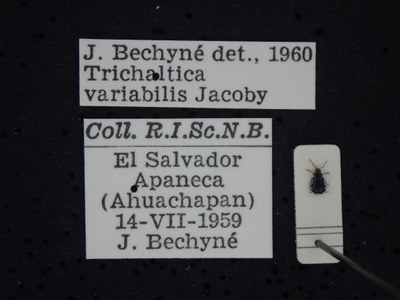 J. Bechyné det., 1960
Trichaltica
variabilis Jacoby
Coll. R.I.Sc.N.B.
El Salvador
Apaneca
(Ahuachapan)
14-VII-1959
J. Bechyné